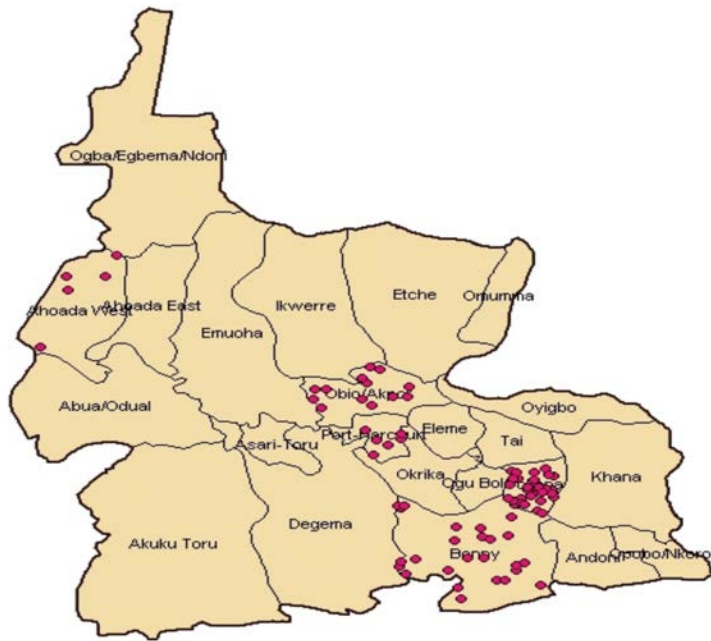 Ogba/Egbema/Ndoni
Ahoada West
Ahoada East
Emuoha
Ikwerre
Etche
Omumma
Abua/Odual
Obio/Akpor
Oyigbo
Asari-Toru
Port-Harcourt
Eleme
Tai
Okrika
Ogu Bolo
Khana
Akuku Toru
Degema
Bonny
Andoni
Opobo/Nkoro